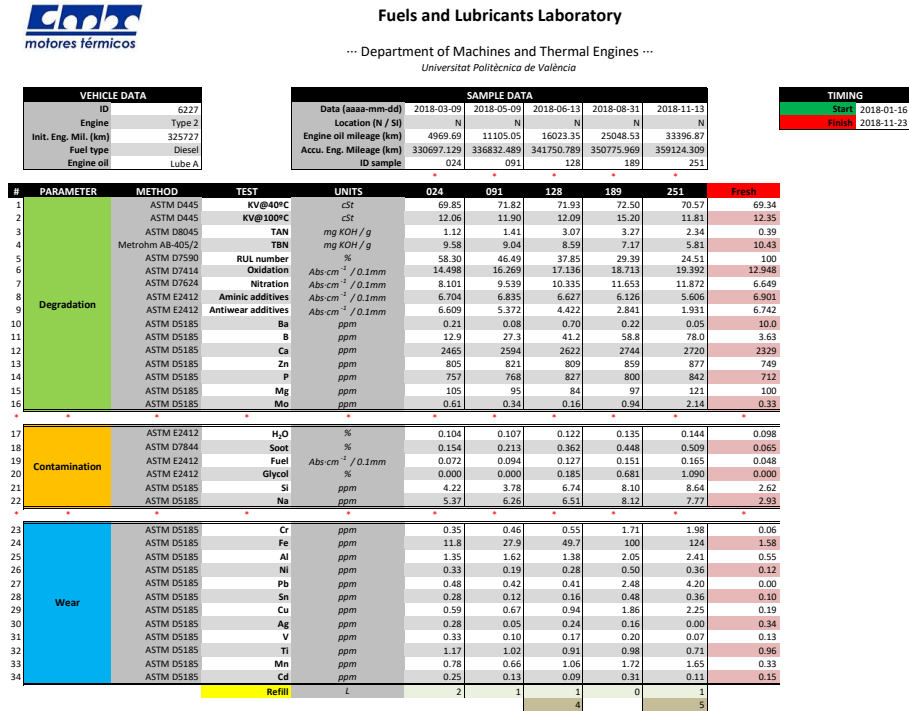 cmt
motores térmicos
Fuels and Lubricants Laboratory
··· Department of Machines and Thermal Engines ···
Universitat Politècnica de València
VEHICLE DATA
ID 6227
Engine Type 2
Init. Eng. Mil. (km) 325727
Fuel type Diesel
Engine oil Lube A
SAMPLE DATA
Data (aaaa-mm-dd) 2018-03-09 2018-05-09 2018-06-13 2018-08-31 2018-11-13
Location (N / SI) N N N N N
Engine oil mileage (km) 4969.69 11105.05 16023.35 25048.53 33396.87
Accu. Eng. Mileage (km) 330697.129 336832.489 341750.789 350775.969 359124.309
ID sample 024 091 128 189 251
* * * * *
TIMING
Start 2018-01-16
Finish 2018-11-23
# PARAMETER METHOD TEST UNITS 024 091 128 189 251 Fresh
Degradation
1 ASTM D445 KV@40ºC cSt 69.85 71.82 71.93 72.50 70.57 69.34
2 ASTM D445 KV@100ºC cSt 12.06 11.90 12.09 15.20 11.81 12.35
3 ASTM D8045 TAN mg KOH / g 1.12 1.41 3.07 3.27 2.34 0.39
4 Metrohm AB-405/2 TBN mg KOH / g 9.58 9.04 8.59 7.17 5.81 10.43
5 ASTM D7590 RUL number % 58.30 46.49 37.85 29.39 24.51 100
6 ASTM D7414 Oxidation Abs·cm⁻¹ / 0.1mm 14.498 16.269 17.136 18.713 19.392 12.948
7 ASTM D7624 Nitration Abs·cm⁻¹ / 0.1mm 8.101 9.539 10.335 11.653 11.872 6.649
8 ASTM E2412 Aminic additives Abs·cm⁻¹ / 0.1mm 6.704 6.835 6.627 6.126 5.606 6.901
9 ASTM E2412 Antiwear additives Abs·cm⁻¹ / 0.1mm 6.609 5.372 4.422 2.841 1.931 6.742
10 ASTM D5185 Ba ppm 0.21 0.08 0.70 0.22 0.05 10.0
11 ASTM D5185 B ppm 12.9 27.3 41.2 58.8 78.0 3.63
12 ASTM D5185 Ca ppm 2465 2594 2622 2744 2720 2329
13 ASTM D5185 Zn ppm 805 821 809 859 877 749
14 ASTM D5185 P ppm 757 768 827 800 842 712
15 ASTM D5185 Mg ppm 105 95 84 97 121 100
16 ASTM D5185 Mo ppm 0.61 0.34 0.16 0.94 2.14 0.33
* * * * * * * * * * *
Contamination
17 ASTM E2412 H₂O % 0.104 0.107 0.122 0.135 0.144 0.098
18 ASTM D7844 Soot % 0.154 0.213 0.362 0.448 0.509 0.065
19 ASTM E2412 Fuel Abs·cm⁻¹ / 0.1mm 0.072 0.094 0.127 0.151 0.165 0.048
20 ASTM E2412 Glycol % 0.000 0.000 0.185 0.681 1.090 0.000
21 ASTM D5185 Si ppm 4.22 3.78 6.74 8.10 8.64 2.62
22 ASTM D5185 Na ppm 5.37 6.26 6.51 8.12 7.77 2.93
* * * * * * * * * * *
Wear
23 ASTM D5185 Cr ppm 0.35 0.46 0.55 1.71 1.98 0.06
24 ASTM D5185 Fe ppm 11.8 27.9 49.7 100 124 1.58
25 ASTM D5185 Al ppm 1.35 1.62 1.38 2.05 2.41 0.55
26 ASTM D5185 Ni ppm 0.33 0.19 0.28 0.50 0.36 0.12
27 ASTM D5185 Pb ppm 0.48 0.42 0.41 2.48 4.20 0.00
28 ASTM D5185 Sn ppm 0.28 0.12 0.16 0.48 0.36 0.10
29 ASTM D5185 Cu ppm 0.59 0.67 0.94 1.86 2.25 0.19
30 ASTM D5185 Ag ppm 0.28 0.05 0.24 0.16 0.00 0.34
31 ASTM D5185 V ppm 0.33 0.10 0.17 0.20 0.07 0.13
32 ASTM D5185 Ti ppm 1.17 1.02 0.91 0.98 0.71 0.96
33 ASTM D5185 Mn ppm 0.78 0.66 1.06 1.72 1.65 0.33
34 ASTM D5185 Cd ppm 0.25 0.13 0.09 0.31 0.11 0.15
Refill L 2 1 1 0 1
4 5